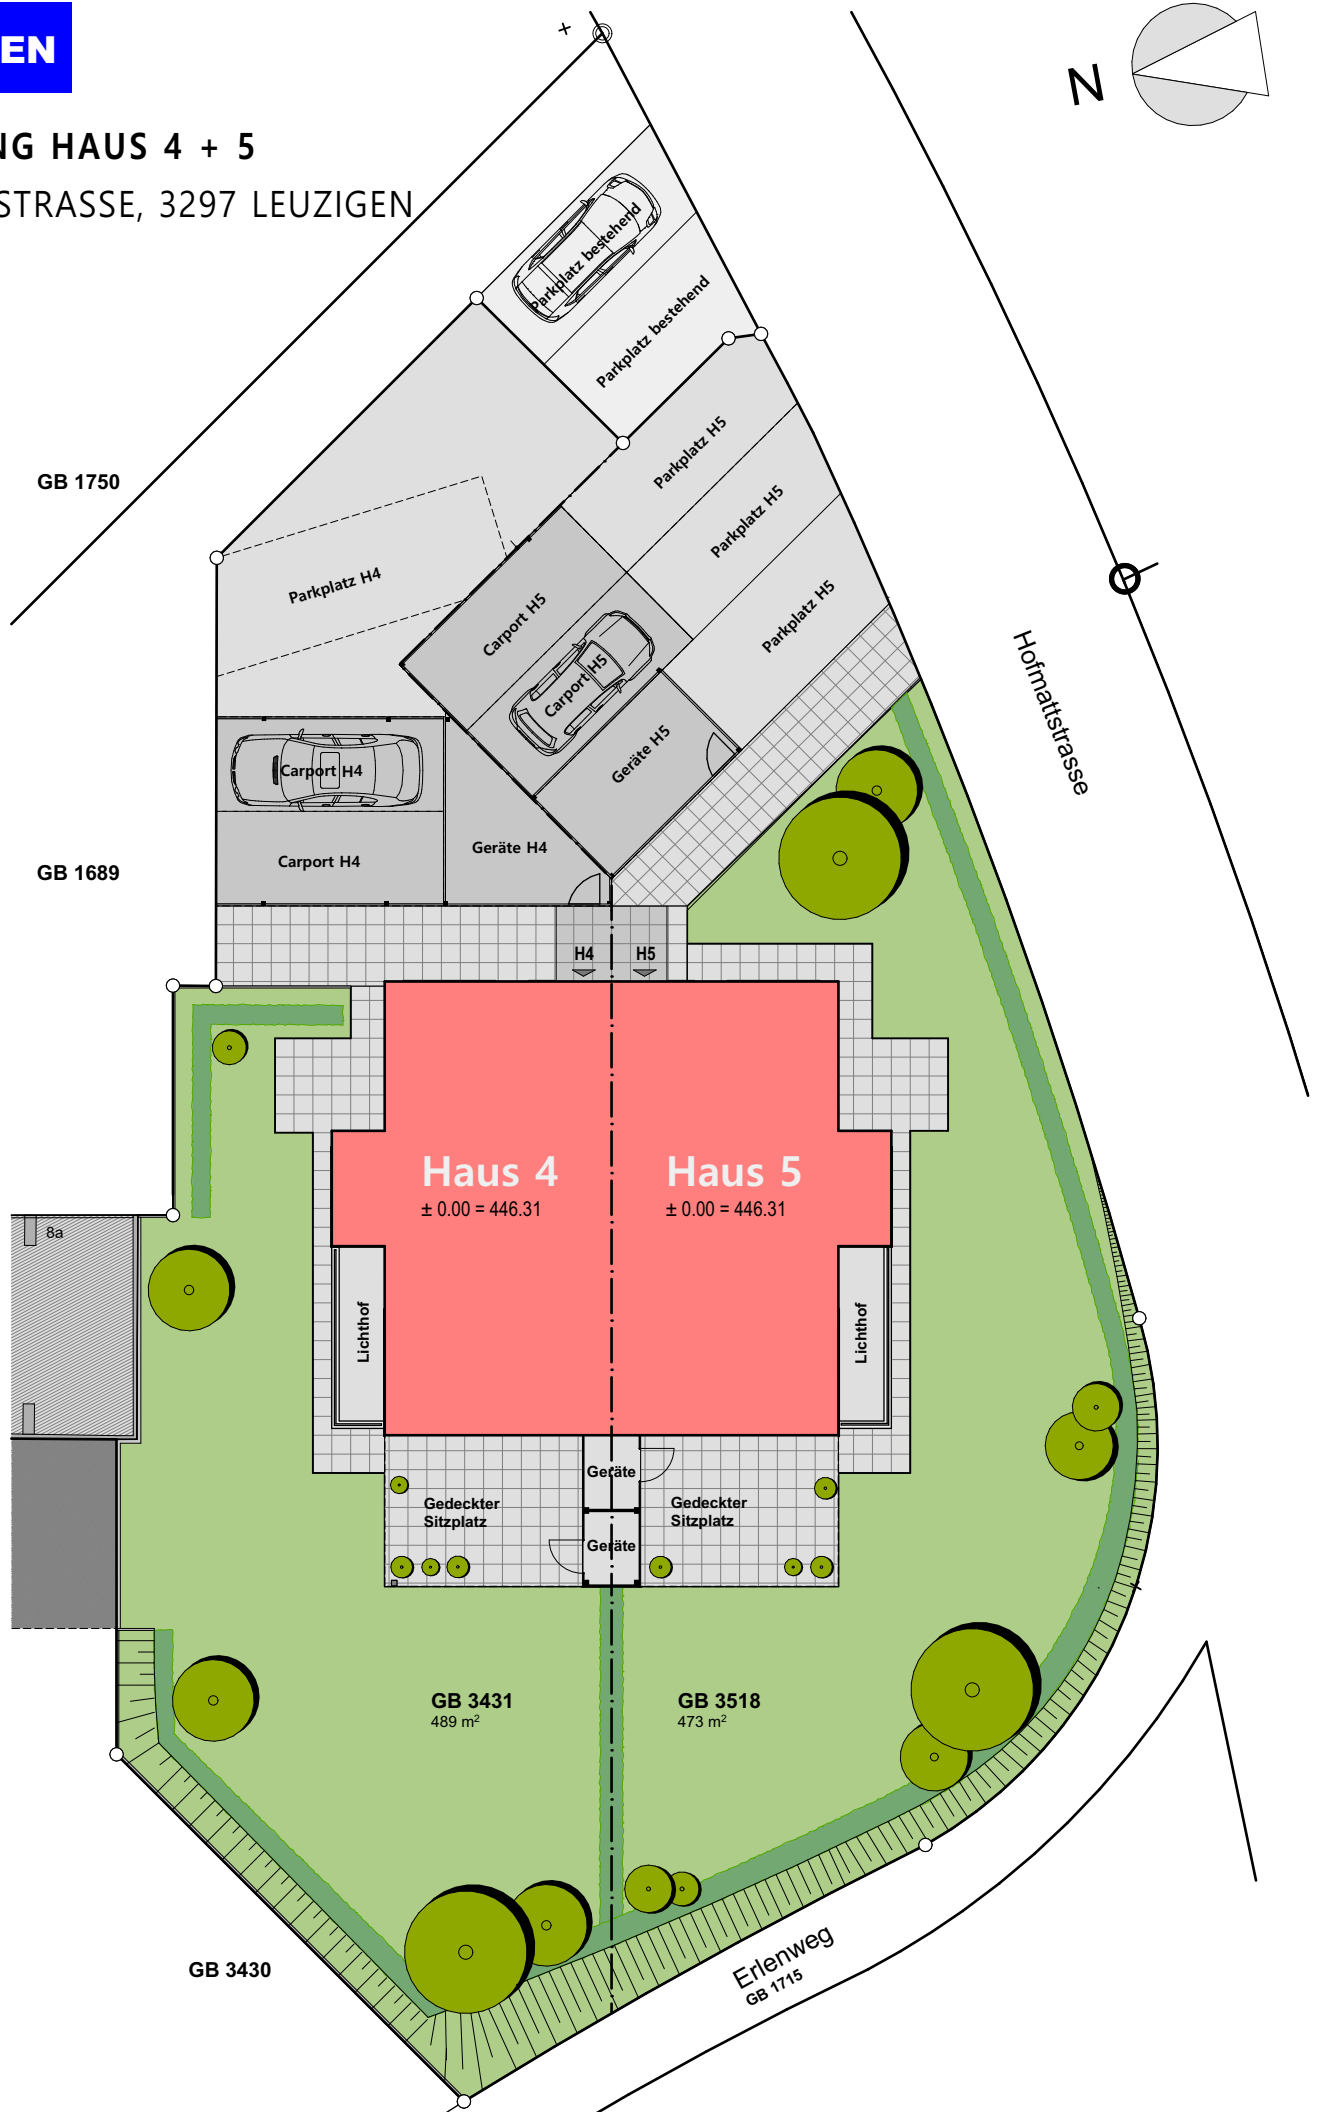 EN
N
NG HAUS 4 + 5
STRASSE, 3297 LEUZIGEN
Parkplatz bestehend
Parkplatz bestehend
Parkplatz H5
GB 1750
Parkplatz H5
Parkplatz H4
Carport H5
Parkplatz H5
Hofmattstrasse
Carport H5
Geräte H5
Carport H4
Geräte H4
Carport H4
GB 1689
H4
H5
Haus 4
± 0.00 = 446.31
Haus 5
± 0.00 = 446.31
8a
Lichthof
Lichthof
Geräte
Gedeckter
Sitzplatz
Gedeckter
Sitzplatz
Geräte
GB 3431
489 m²
GB 3518
473 m²
GB 3430
Erlenweg
GB 1715